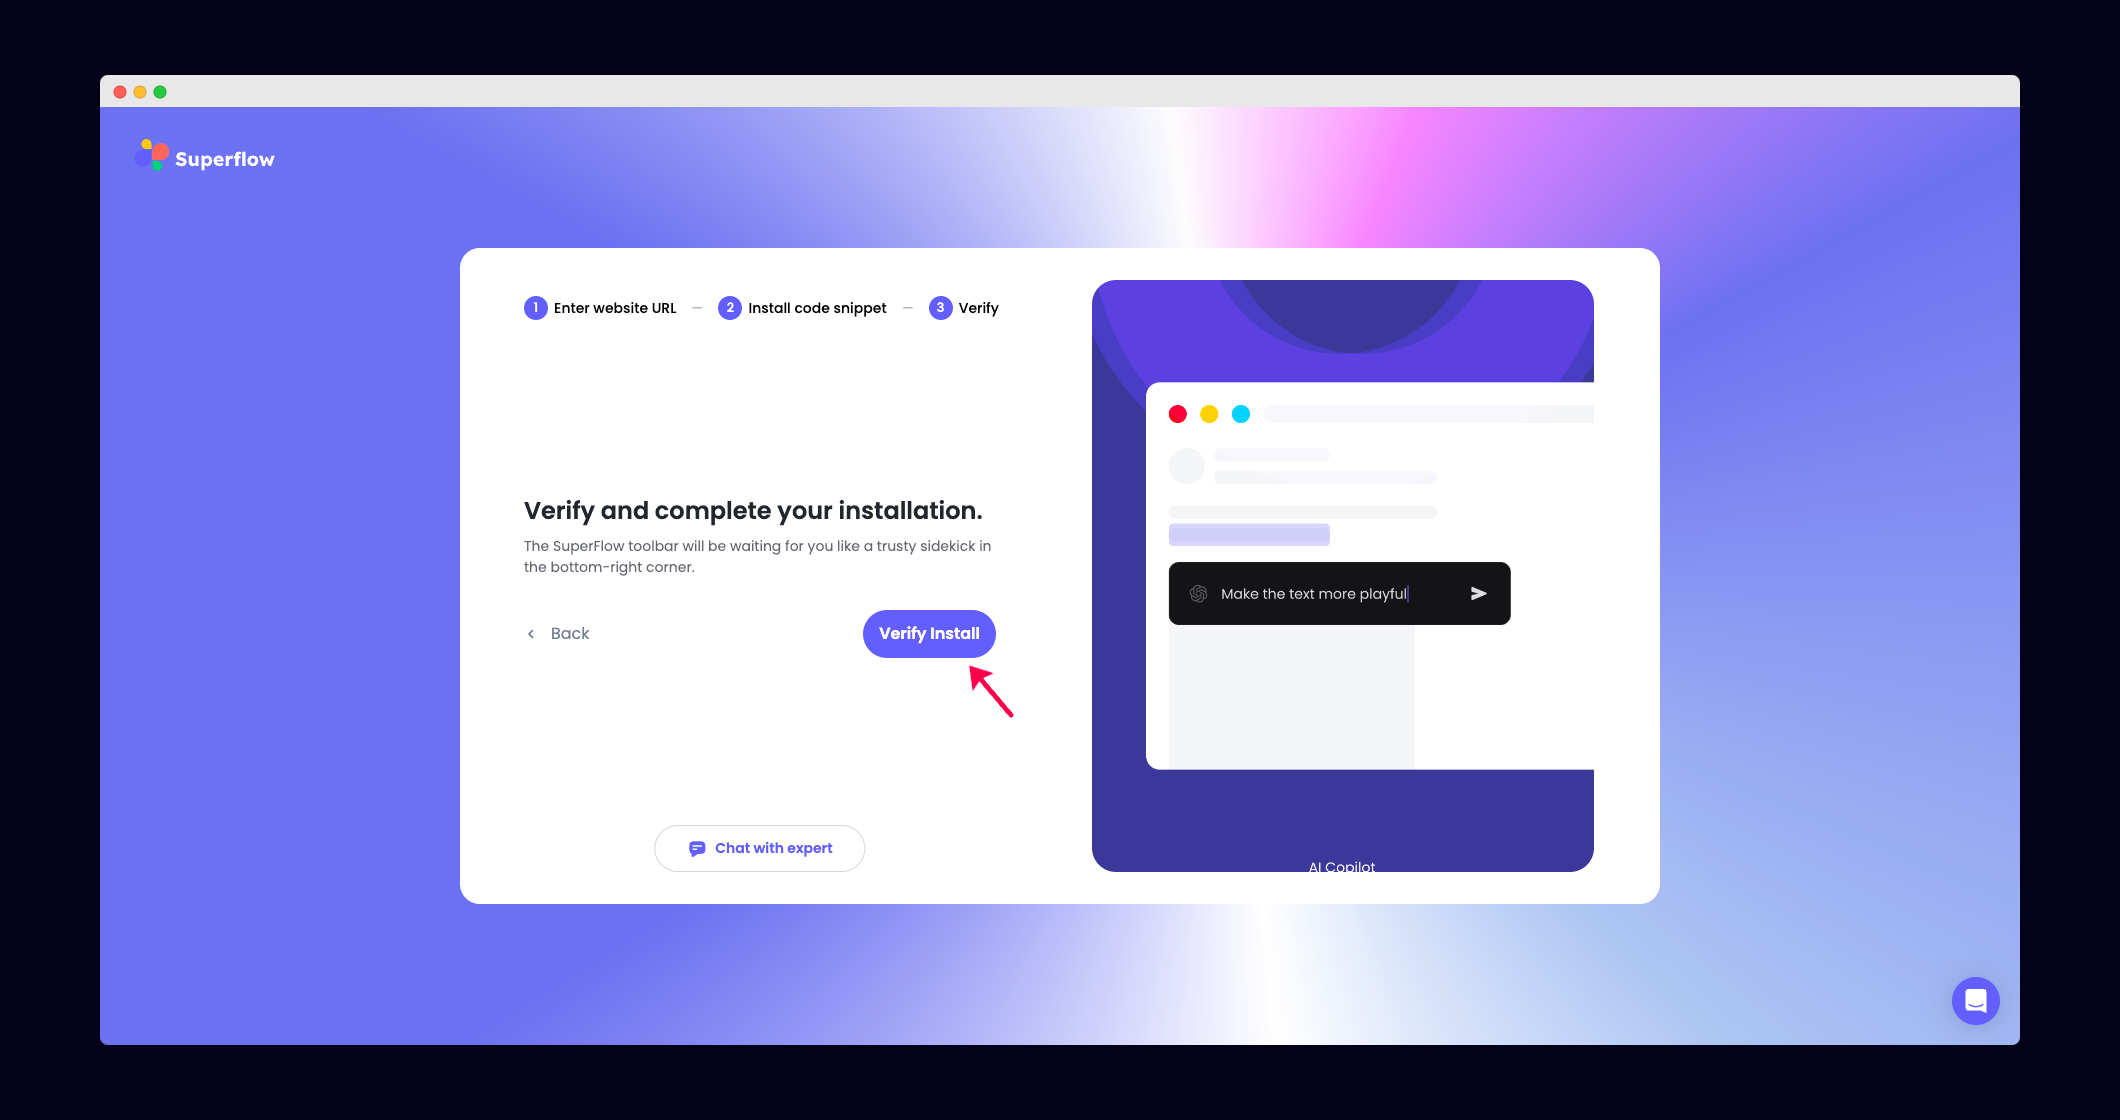 Superflow
1 Enter website URL — 2 Install code snippet — 3 Verify
Verify and complete your installation.
The SuperFlow toolbar will be waiting for you like a trusty sidekick in
the bottom-right corner.
Back
Verify Install
Chat with expert
Make the text more playful
AI Copilot